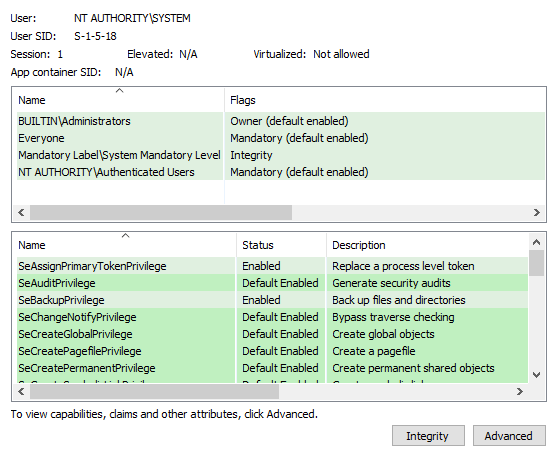 User: NT AUTHORITY\SYSTEM
User SID: S-1-5-18
Session: 1 Elevated: N/A Virtualized: Not allowed
App container SID: N/A
Name Flags
BUILTIN\Administrators Owner (default enabled)
Everyone Mandatory (default enabled)
Mandatory Label\System Mandatory Level Integrity
NT AUTHORITY\Authenticated Users Mandatory (default enabled)
Name Status Description
SeAssignPrimaryTokenPrivilege Enabled Replace a process level token
SeAuditPrivilege Default Enabled Generate security audits
SeBackupPrivilege Enabled Back up files and directories
SeChangeNotifyPrivilege Default Enabled Bypass traverse checking
SeCreateGlobalPrivilege Default Enabled Create global objects
SeCreatePagefilePrivilege Default Enabled Create a pagefile
SeCreatePermanentPrivilege Default Enabled Create permanent shared objects
To view capabilities, claims and other attributes, click Advanced.
Integrity Advanced